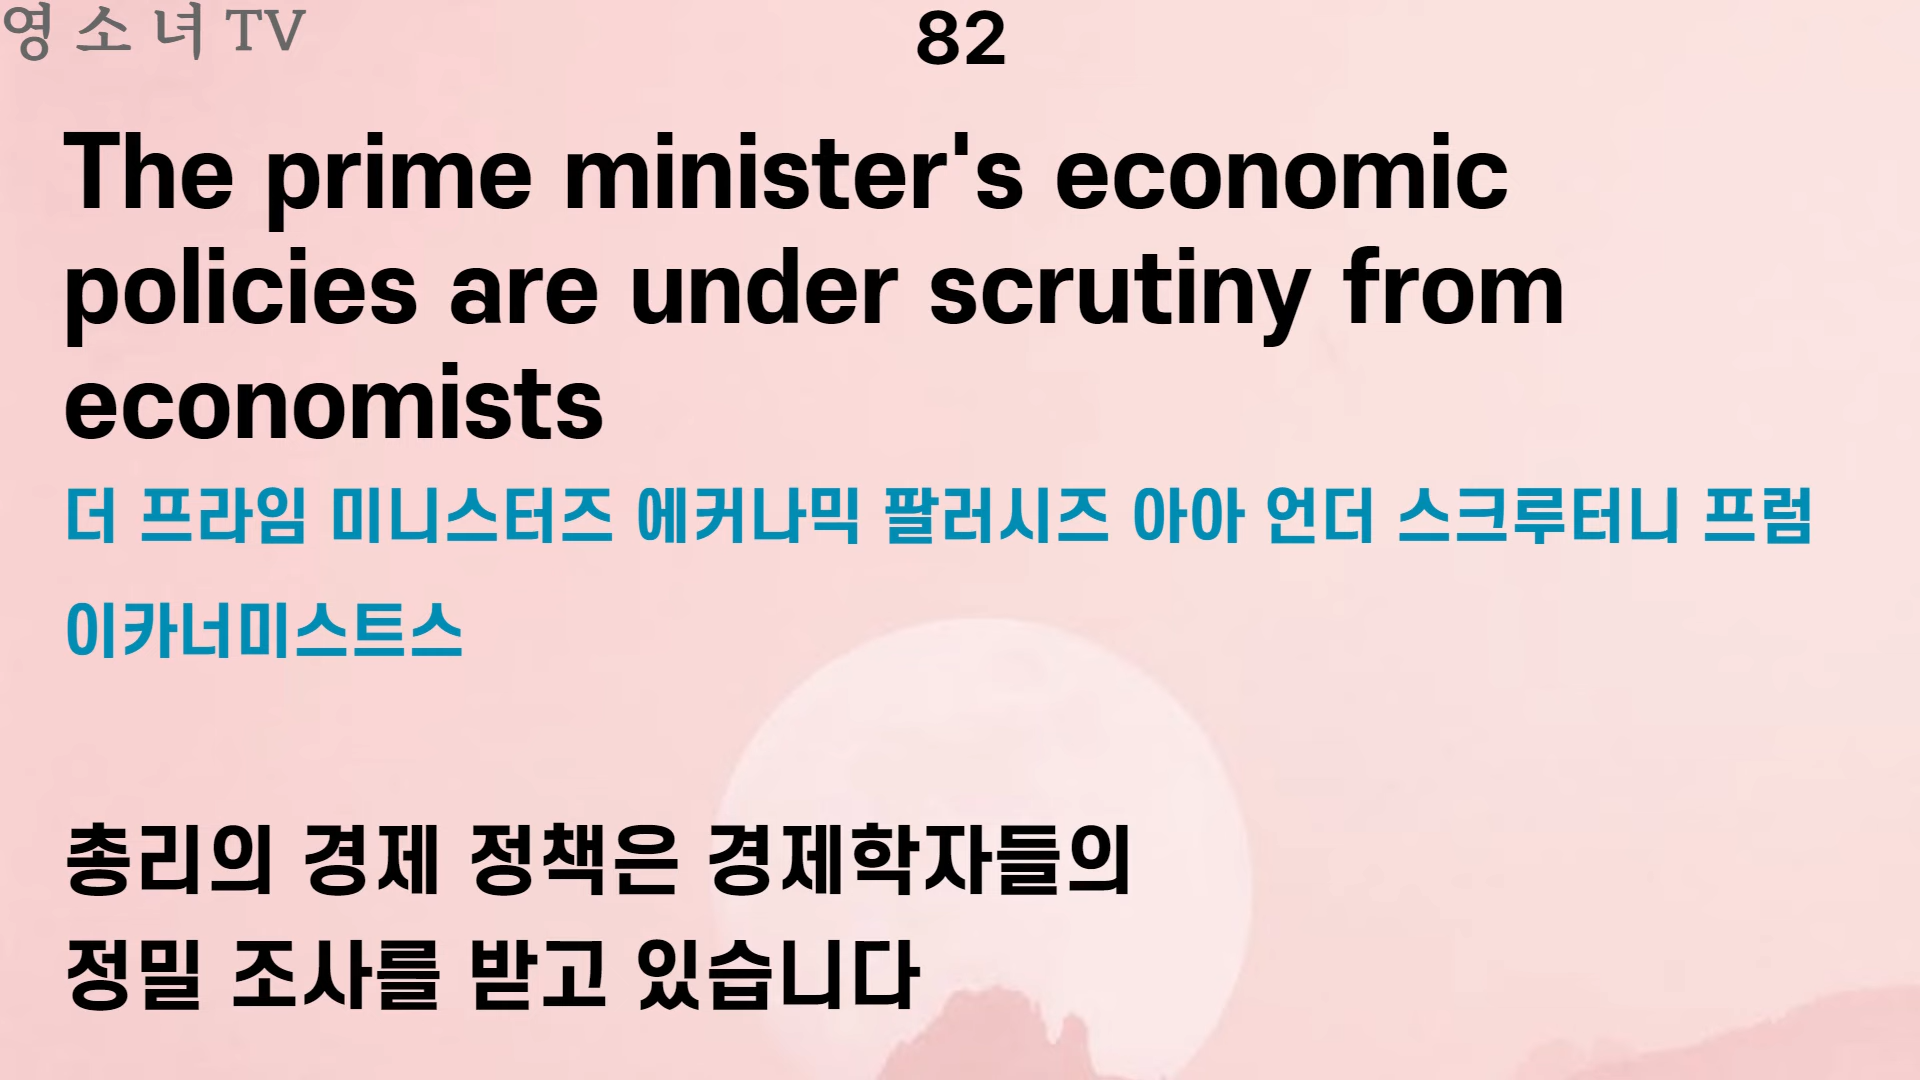 영소녀TV
82
The prime minister's economic
policies are under scrutiny from
economists
더 프라임 미니스터즈 에커나믹 팔러시즈 아아 언더 스크루터니 프럼
이카너미스트스
총리의 경제 정책은 경제학자들의
정밀 조사를 받고 있습니다